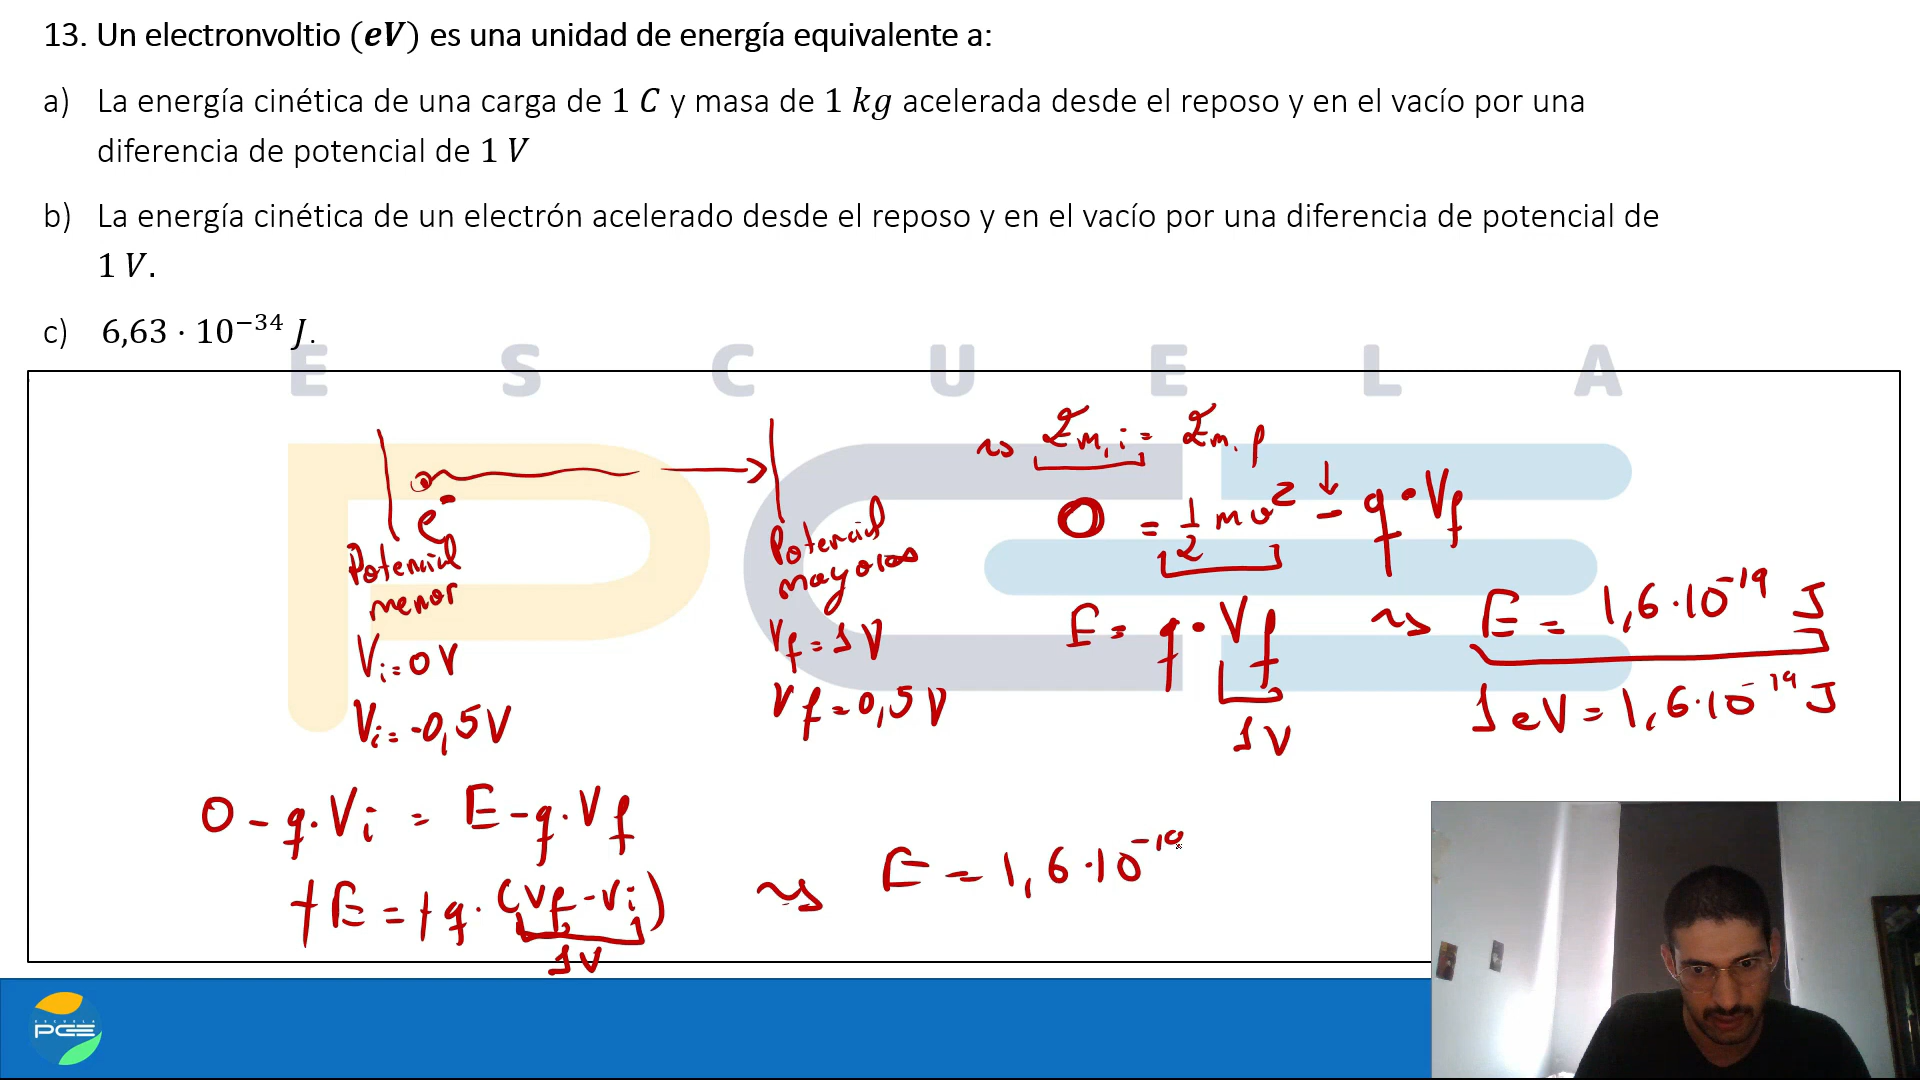 13. Un electronvoltio (eV) es una unidad de energía equivalente a:
a) La energía cinética de una carga de 1 C y masa de 1 kg acelerada desde el reposo y en el vacío por una
diferencia de potencial de 1 V
b) La energía cinética de un electrón acelerado desde el reposo y en el vacío por una diferencia de potencial de
1 V.
c) 6,63 · 10⁻³⁴ J.
E S C U E L A
PCE
e⁻
Potencial
menor
Vi = 0 V
Vi = -0,5 V
Potencial
mayor
Vf = 1 V
Vf = 0,5 V
Em,i = Em,f
0 = 1/2 mv² - q · Vf
E = q · Vf
1 V
E = 1,6 · 10⁻¹⁹ J
1 eV = 1,6 · 10⁻¹⁹ J
0 - q · Vi = E - q · Vf
+E = +q · (Vf - Vi)
1 V
E = 1,6 · 10⁻¹⁹
ESCUELA
PCE